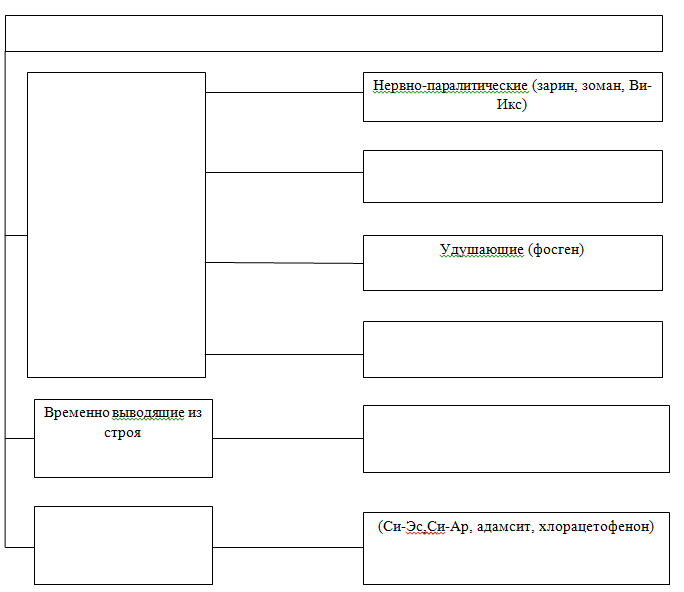 Нервно-паралитические (зарин, зоман, Ви-
Икс)
Удушающие (фосген)
Временно выводящие из
строя
(Си-Эс,Си-Ар, адамсит, хлорацетофенон)